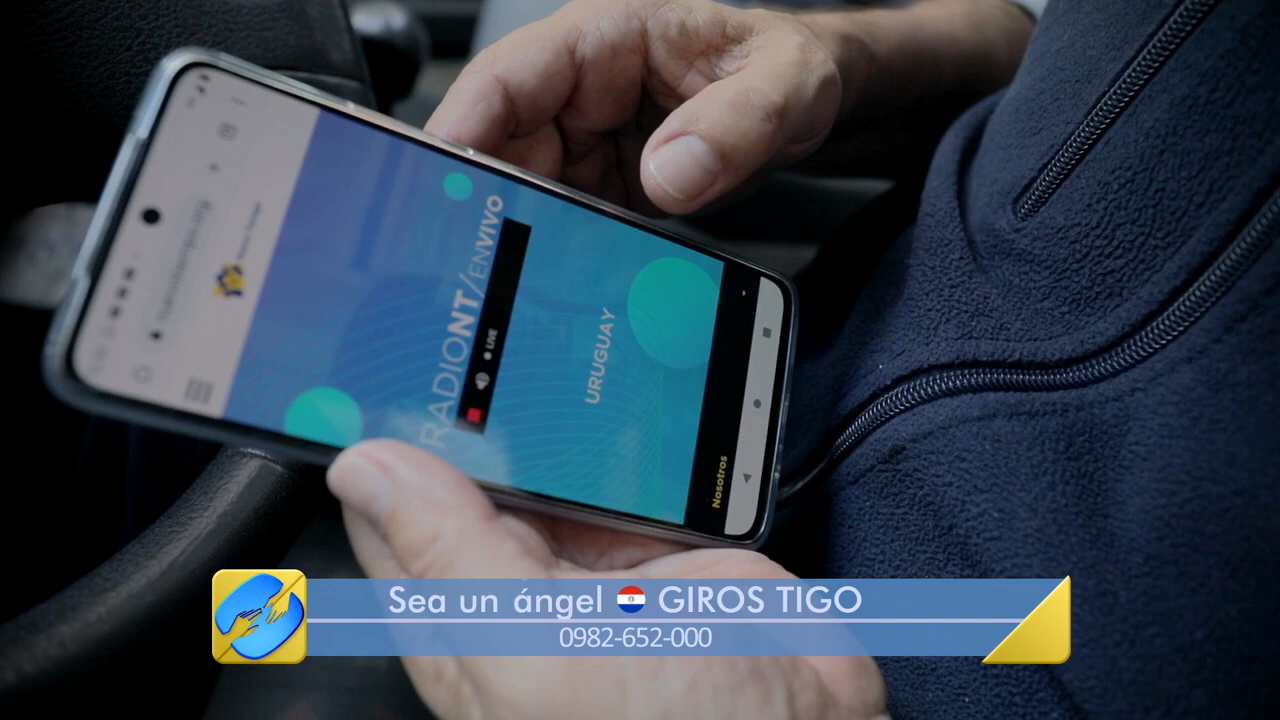 RADIONT/ENVIVO
LIVE
URUGUAY
Nosotros
Sea un ángel GIROS TIGO
0982-652-000